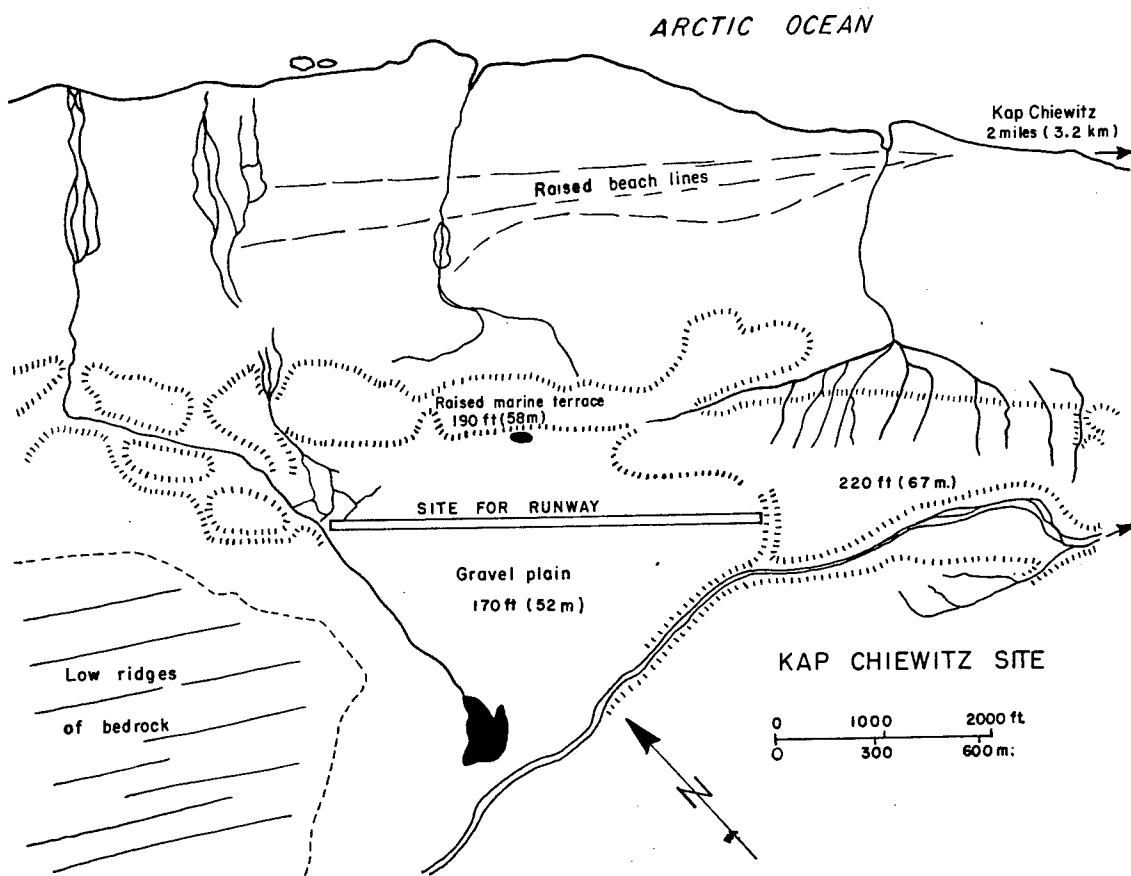 ARCTIC OCEAN
Kap Chiewitz
2 miles (3.2 km)
Raised beach lines
Raised marine terrace
190 ft (58m)
220 ft (67 m.)
SITE FOR RUNWAY
Gravel plain
170 ft (52 m)
Low ridges
of bedrock
KAP CHIEWITZ SITE
0 1000 2000 ft.
0 300 600 m.
N